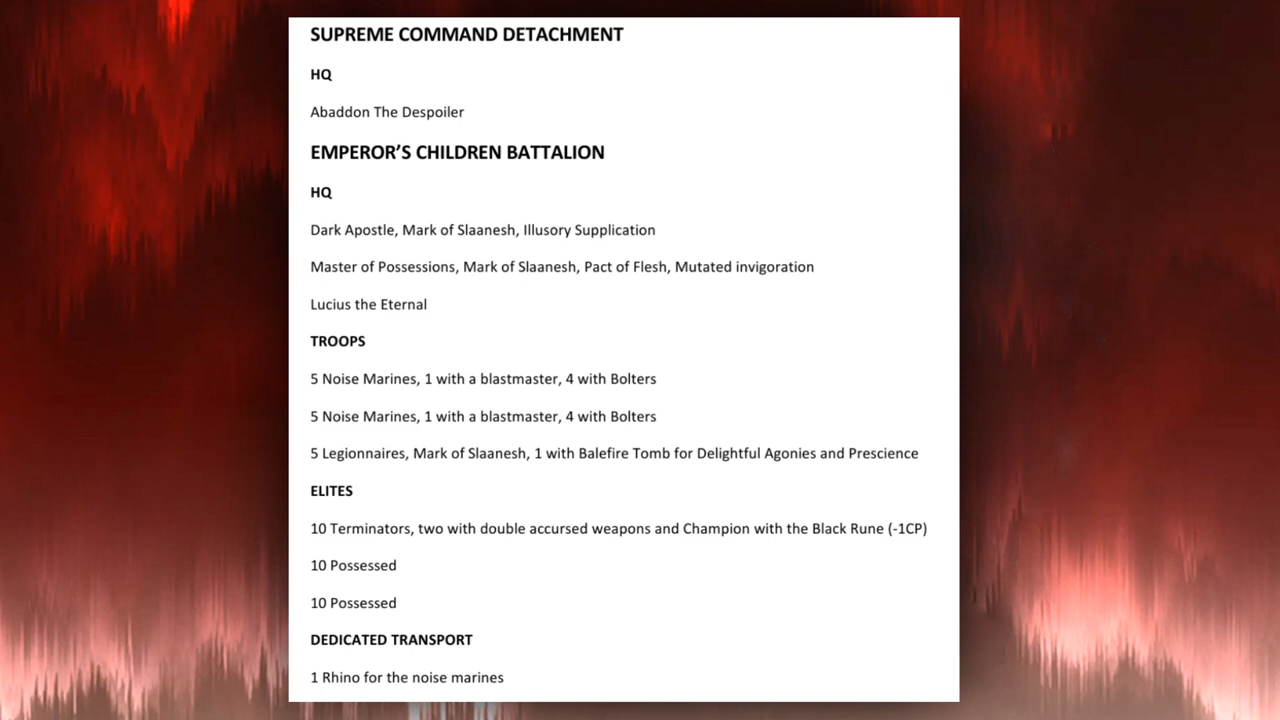 SUPREME COMMAND DETACHMENT
HQ
Abaddon The Despoiler
EMPEROR’S CHILDREN BATTALION
HQ
Dark Apostle, Mark of Slaanesh, Illusory Supplication
Master of Possessions, Mark of Slaanesh, Pact of Flesh, Mutated invigoration
Lucius the Eternal
TROOPS
5 Noise Marines, 1 with a blastmaster, 4 with Bolters
5 Noise Marines, 1 with a blastmaster, 4 with Bolters
5 Legionnaires, Mark of Slaanesh, 1 with Balefire Tomb for Delightful Agonies and Prescience
ELITES
10 Terminators, two with double accursed weapons and Champion with the Black Rune (-1CP)
10 Possessed
10 Possessed
DEDICATED TRANSPORT
1 Rhino for the noise marines